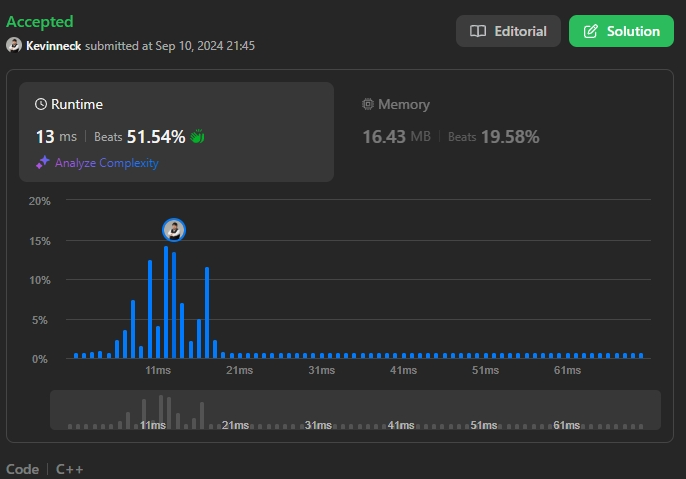 Accepted
Editorial
Solution
Kevinneck submitted at Sep 10, 2024 21:45
Runtime
Memory
13 ms | Beats 51.54%
16.43 MB | Beats 19.58%
Analyze Complexity
20%
15%
10%
5%
0%
11ms 21ms 31ms 41ms 51ms 61ms
11ms 21ms 31ms 41ms 51ms 61ms
Code | C++